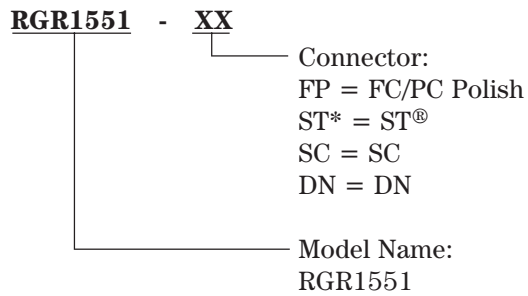 RGR1551 - XX
Connector:
FP = FC/PC Polish
ST* = ST®
SC = SC
DN = DN
Model Name:
RGR1551